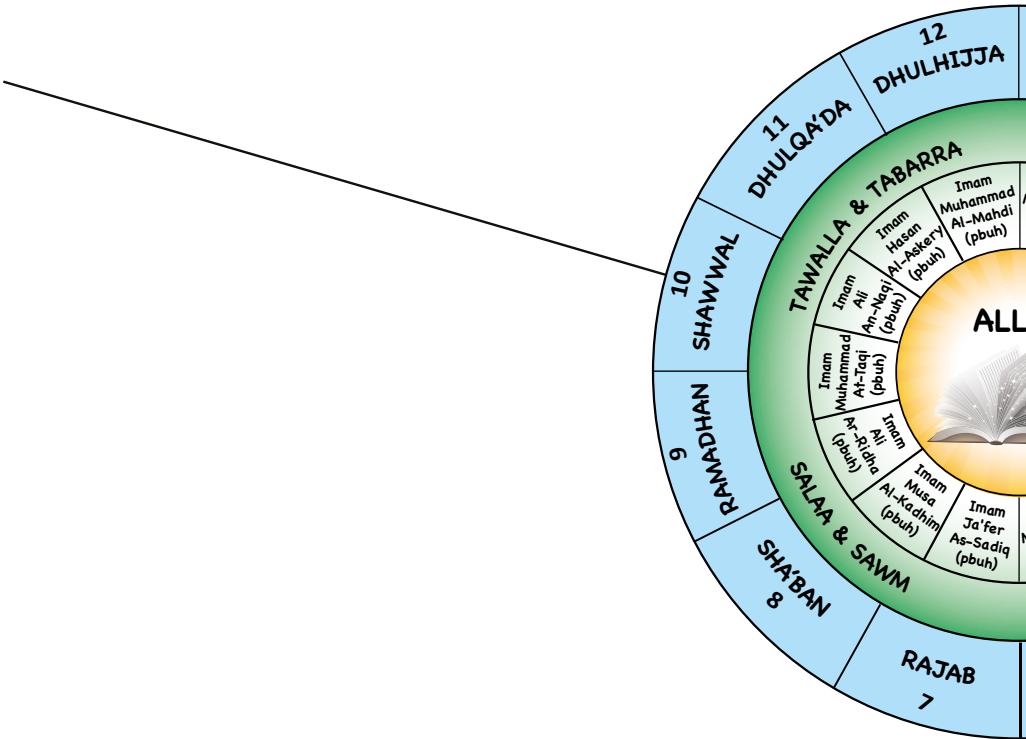 12
DHULHIJJA
11
DHULQA'DA
10
SHAWWAL
9
RAMADHAN
SHA'BAN
8
RAJAB
7
TAWALLA & TABARRA
SALAA & SAWM
Imam
Muhammad
Al-Mahdi
(pbuh)
Imam
Hasan
Al-Askery
(pbuh)
Imam
Ali
An-Naqi
(pbuh)
Imam
Muhammad
At-Taqi
(pbuh)
Imam
Ali
Ar-Ridha
(pbuh)
Imam
Musa
Al-Kadhim
(pbuh)
Imam
Ja'fer
As-Sadiq
(pbuh)
ALL